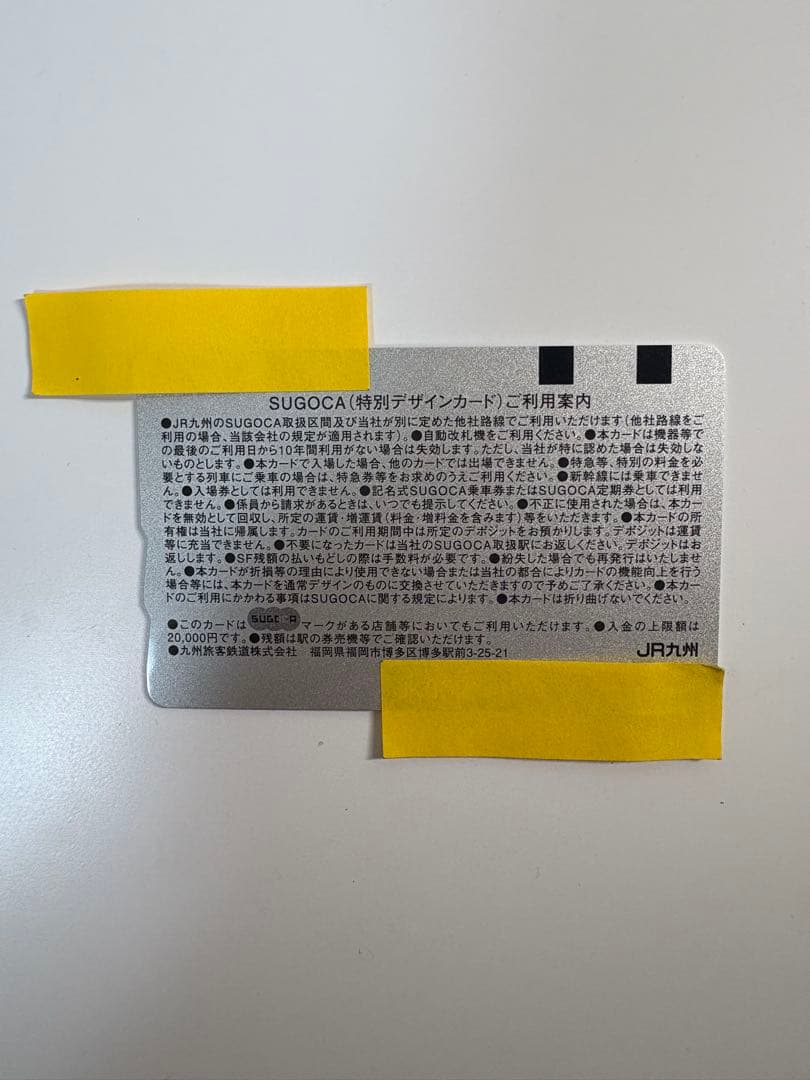 SUGOCA(特別デザインカード)ご利用案内
●JR九州のSUGOCA取扱区間及び当社が別に定めた他社路線でご利用いただけます(他社路線をご
利用の場合、当該会社の規定が適用されます)。●自動改札機をご利用ください。●本カードは機器等で
の最後のご利用日から10年間利用がない場合は失効します。ただし、当社が特に認めた場合は失効しな
いものとします。●本カードで入場した場合、他のカードでは出場できません。●特急等、特別の料金を必
要とする列車にご乗車の場合は、特急券等をお求めのうえご利用ください。●新幹線には乗車できませ
ん。●入場券としては利用できません。●記名式SUGOCA乗車券またはSUGOCA定期券としては利用
できません。●係員から請求があるときは、いつでも提示してください。●不正に使用された場合は、本カー
ドを無効として回収し、所定の運賃・増運賃(料金・増料金を含みます)等をいただきます。●本カードの所
有権は当社に帰属します。カードのご利用期間中は所定のデポジットをお預かりします。デポジットは運賃
等に充当できません。●不要になったカードは当社のSUGOCA取扱駅にお返しください。デポジットはお
返しします。●SF残額の払いもどしの際は手数料が必要です。●紛失した場合でも再発行はいたしませ
ん。●本カードが折損等の理由により使用できない場合または当社の都合によりカードの機能向上を行う
場合等には、本カードを通常デザインのものに交換させていただきますので予めご了承ください。●本カー
ドのご利用にかかわる事項はSUGOCAに関する規定によります。●本カードは折り曲げないでください。
●このカードは マークがある店舗等においてもご利用いただけます。●入金の上限額は
20,000円です。●残額は駅の券売機等でご確認いただけます。
●九州旅客鉄道株式会社 福岡県福岡市博多区博多駅前3-25-21
JR九州